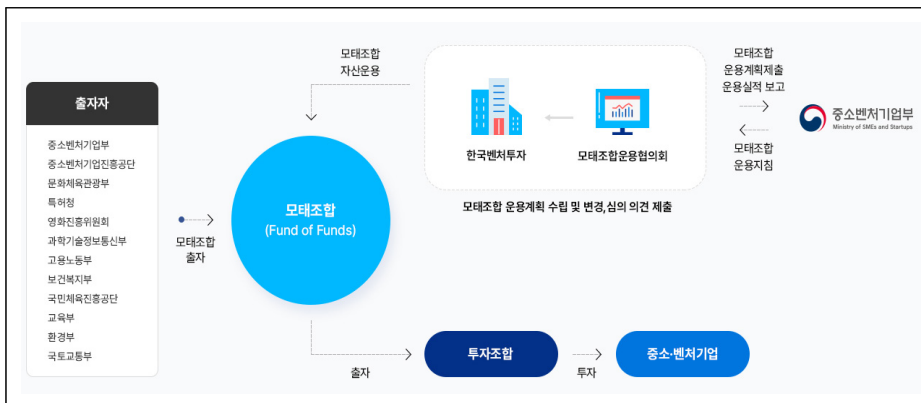 출자자
중소벤처기업부
중소벤처기업진흥공단
문화체육관광부
특허청
영화진흥위원회
과학기술정보통신부
고용노동부
보건복지부
국민체육진흥공단
교육부
환경부
국토교통부
모태조합
출자
모태조합
(Fund of Funds)
모태조합
자산운용
한국벤처투자
모태조합운용협의회
모태조합 운용계획 수립 및 변경,심의 의견 제출
모태조합
운용계획제출
운용실적 보고
모태조합
운용지침
중소벤처기업부
Ministry of SMEs and Startups
출자
투자조합
투자
중소·벤처기업